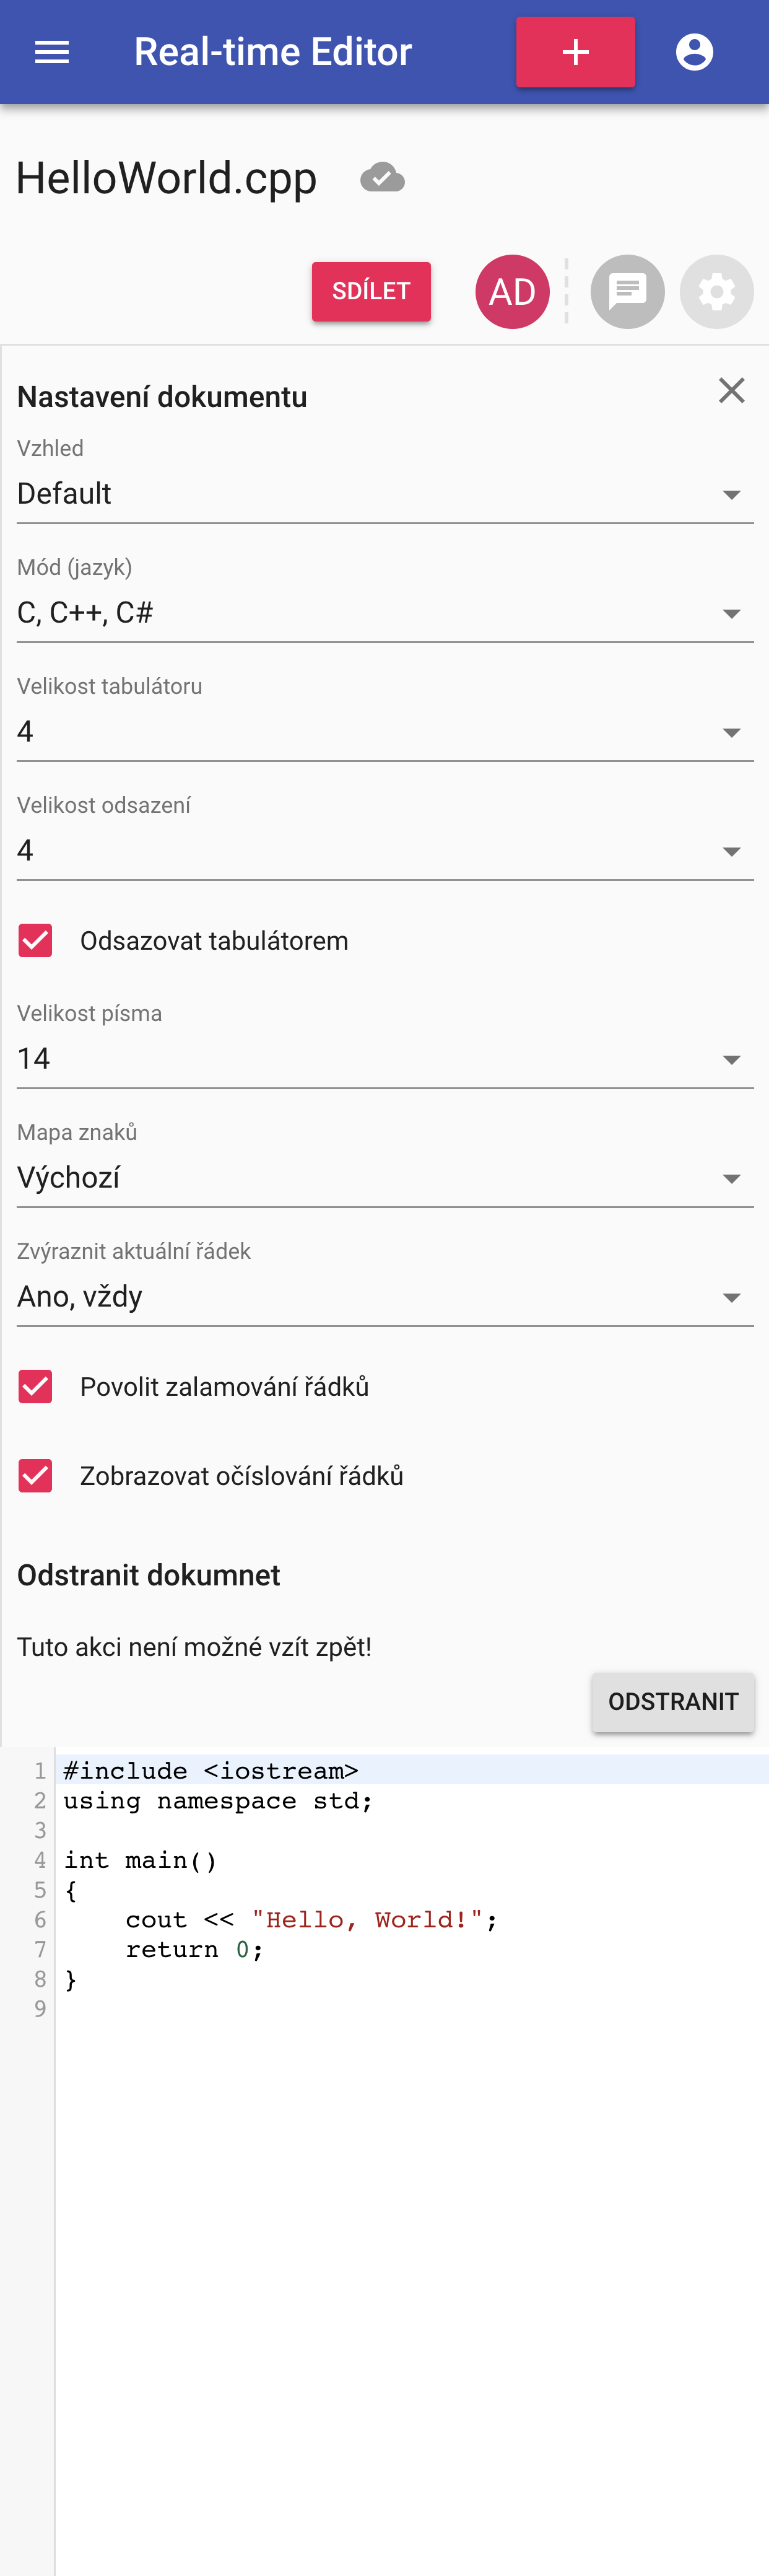 Real-time Editor
HelloWorld.cpp
SDÍLET
AD
Nastavení dokumentu
Vzhled
Default
Mód (jazyk)
C, C++, C#
Velikost tabulátoru
4
Velikost odsazení
4
Odsazovat tabulátorem
Velikost písma
14
Mapa znaků
Výchozí
Zvýraznit aktuální řádek
Ano, vždy
Povolit zalamování řádků
Zobrazovat očíslování řádků
Odstranit dokumnet
Tuto akci není možné vzít zpět!
ODSTRANIT
1 #include <iostream>
2 using namespace std;
3
4 int main()
5 {
6     cout << "Hello, World!";
7     return 0;
8 }
9